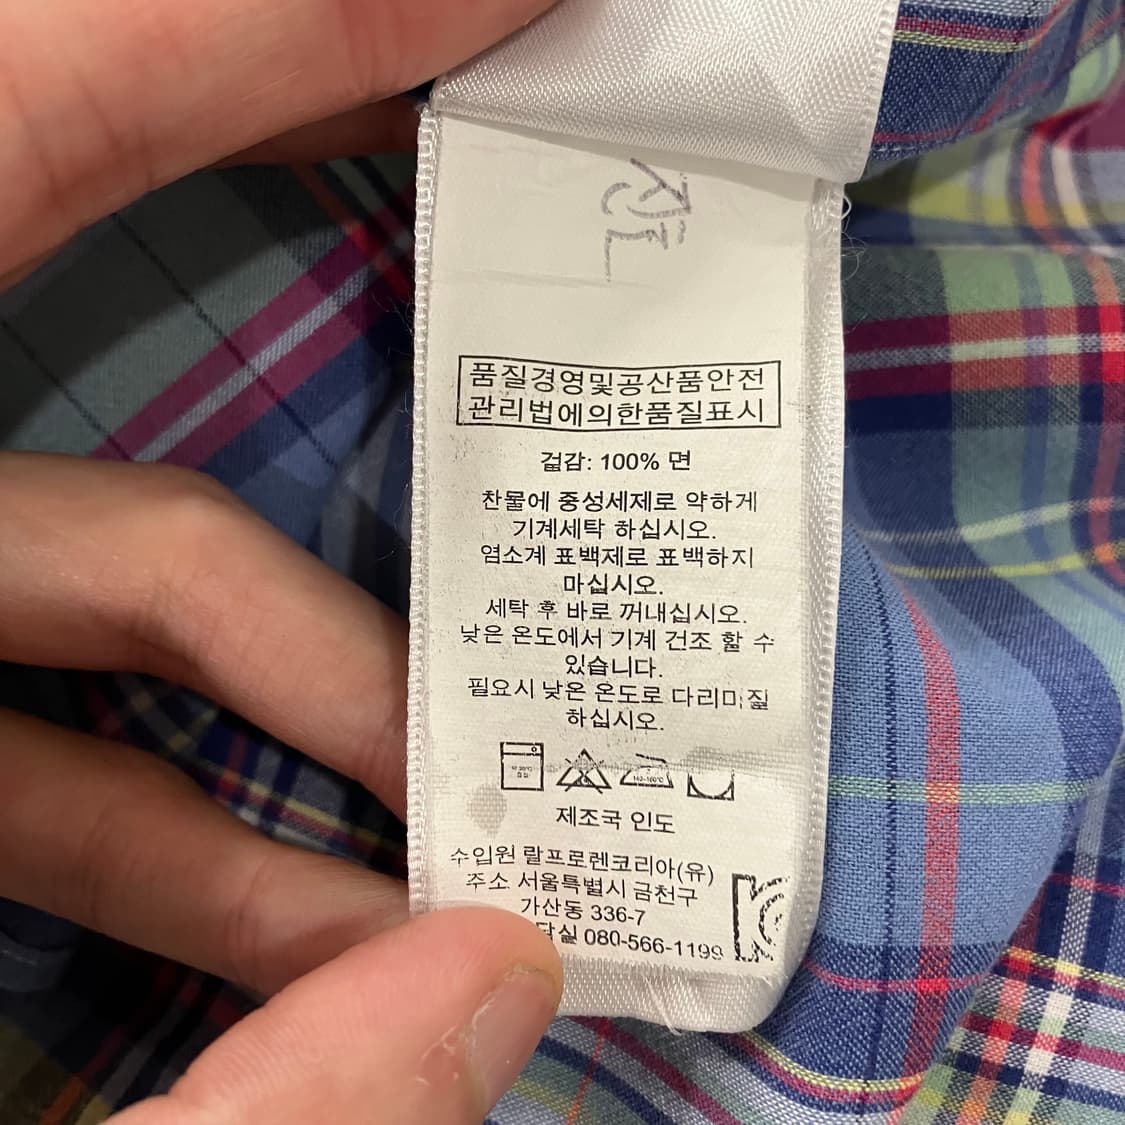 품질경영및공산품안전
관리법에의한품질표시
겉감: 100% 면
찬물에 중성세제로 약하게
기계세탁 하십시오.
염소계 표백제로 표백하지
마십시오.
세탁 후 바로 꺼내십시오.
낮은 온도에서 기계 건조 할 수
있습니다.
필요시 낮은 온도로 다리미질
하십시오.
제조국 인도
수입원 랄프로렌코리아(유)
주소 서울특별시 금천구
가산동 336-7
080-566-1199